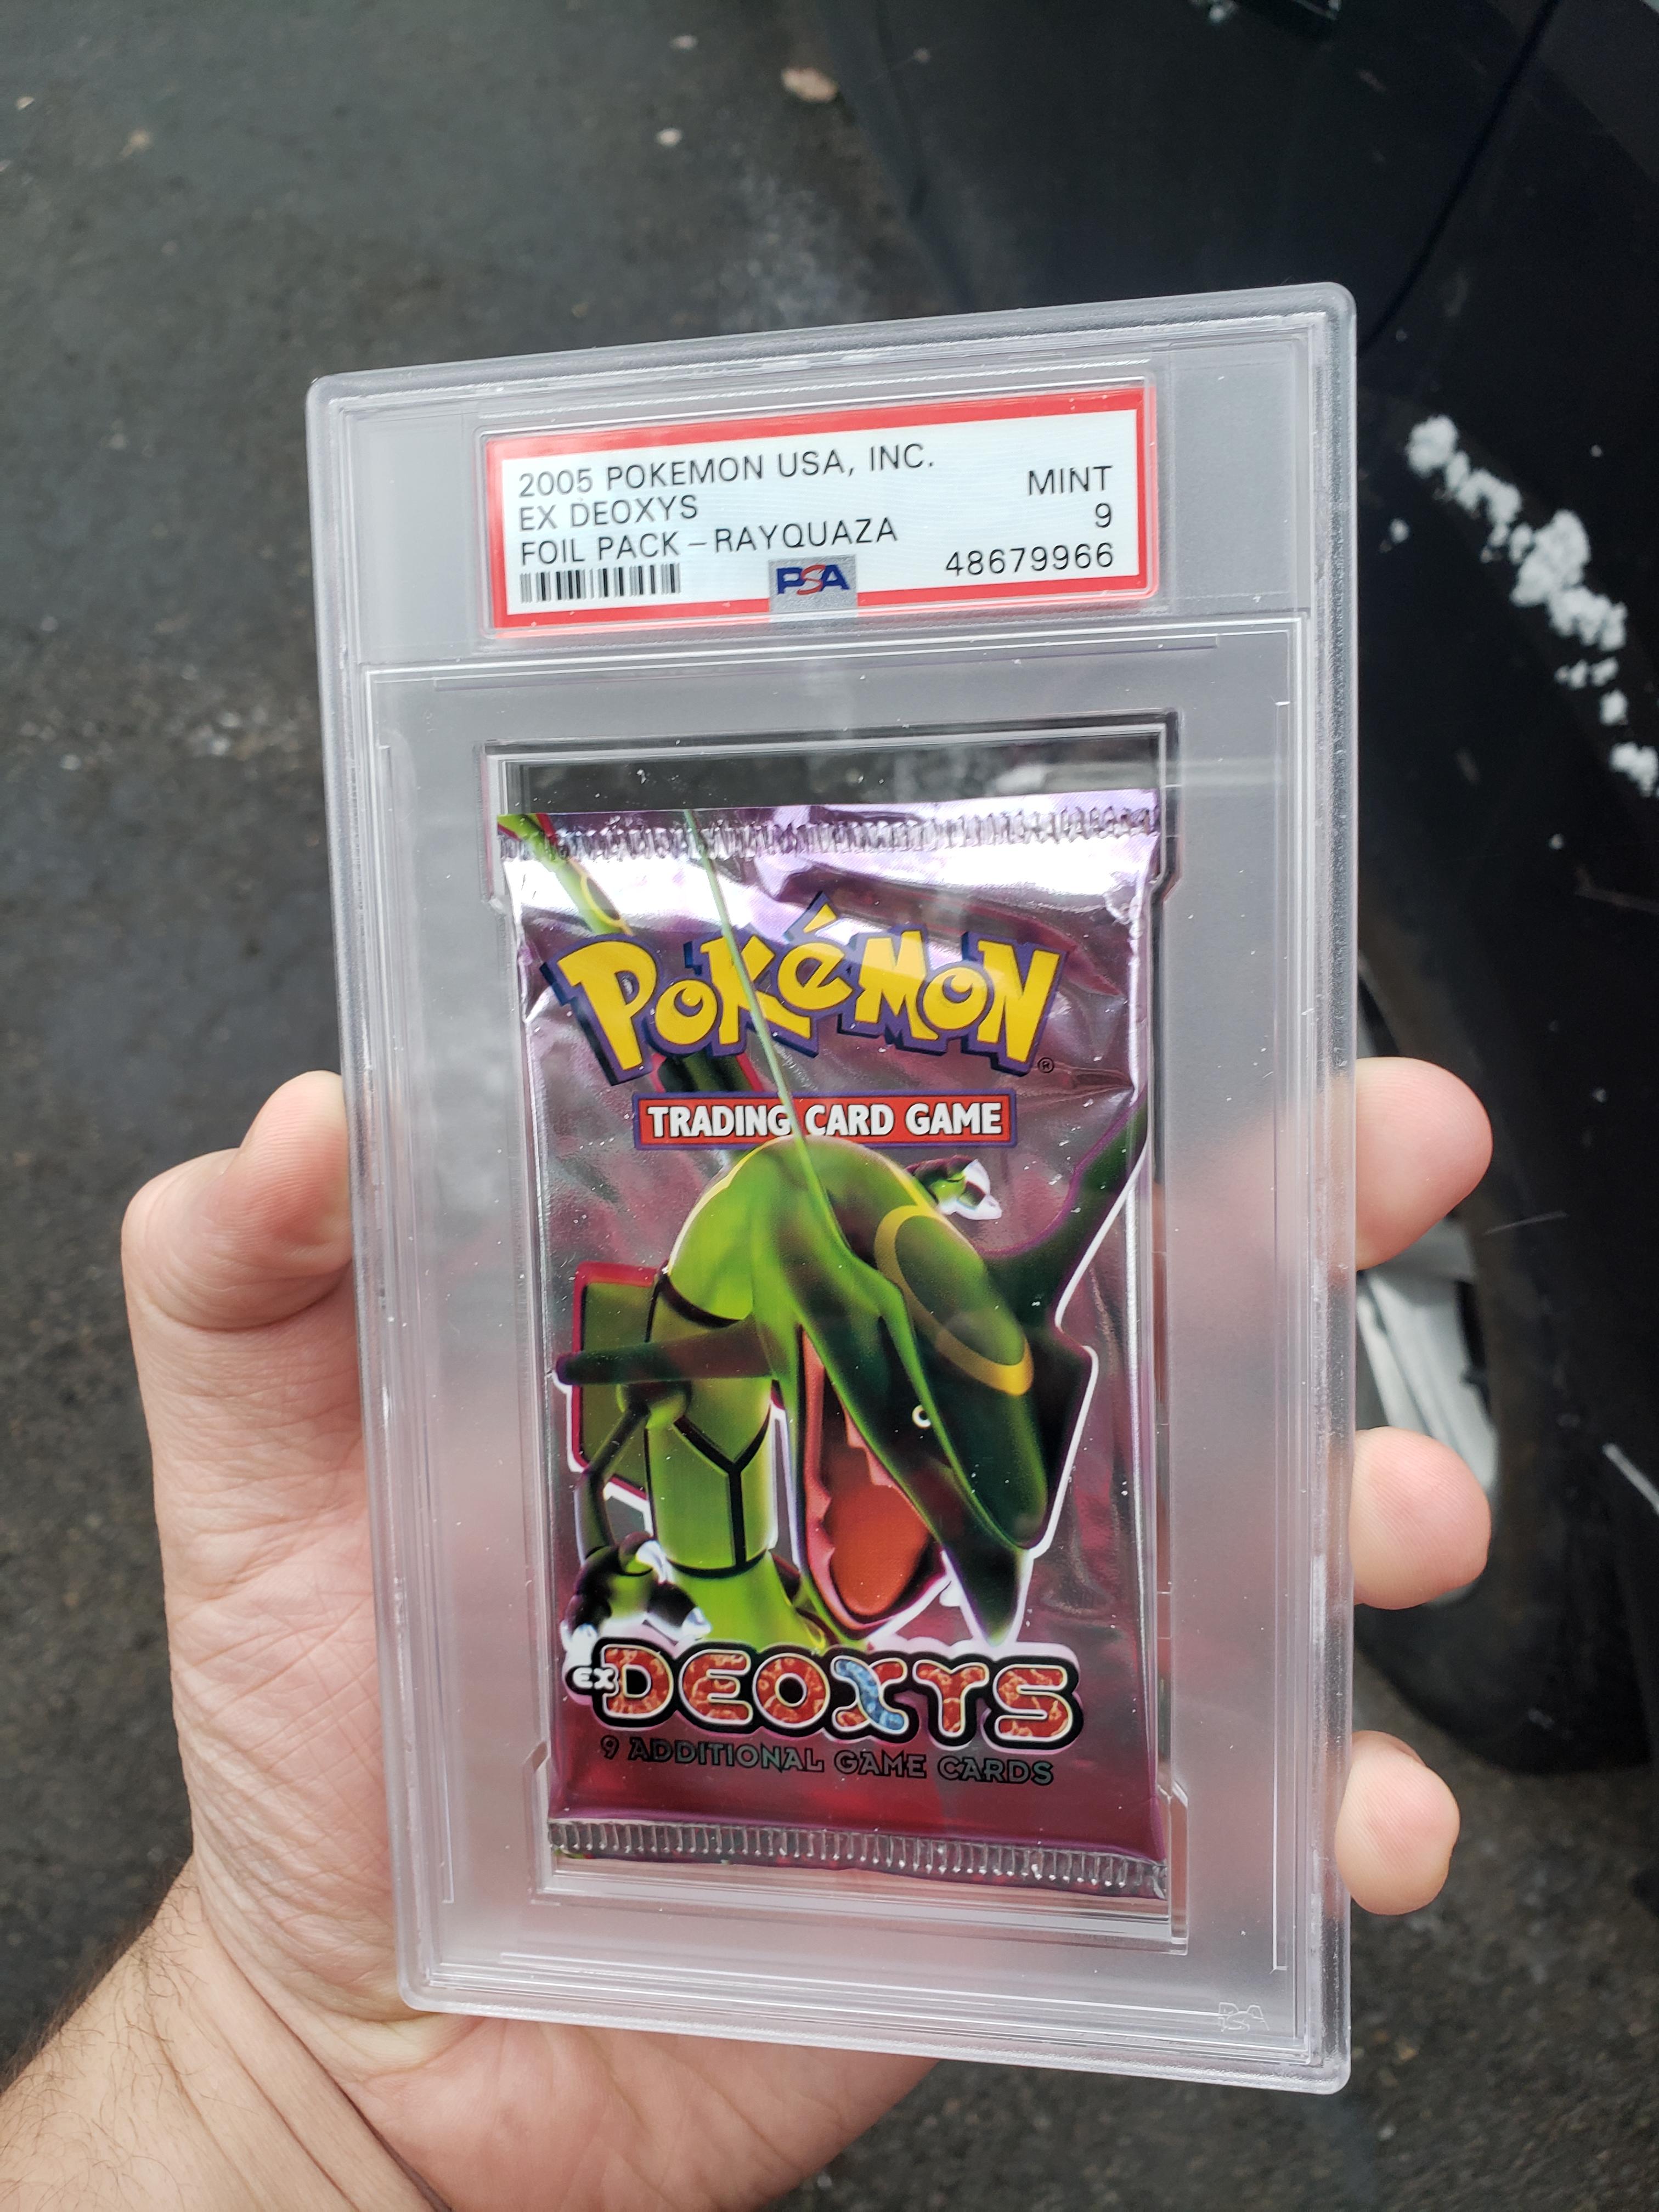 2005 POKEMON USA, INC.
EX DEOXYS
FOIL PACK - RAYQUAZA
MINT
9
48679966
PSA
POKéMON®
TRADING CARD GAME
EX DEOXYS
9 ADDITIONAL GAME CARDS
PSA